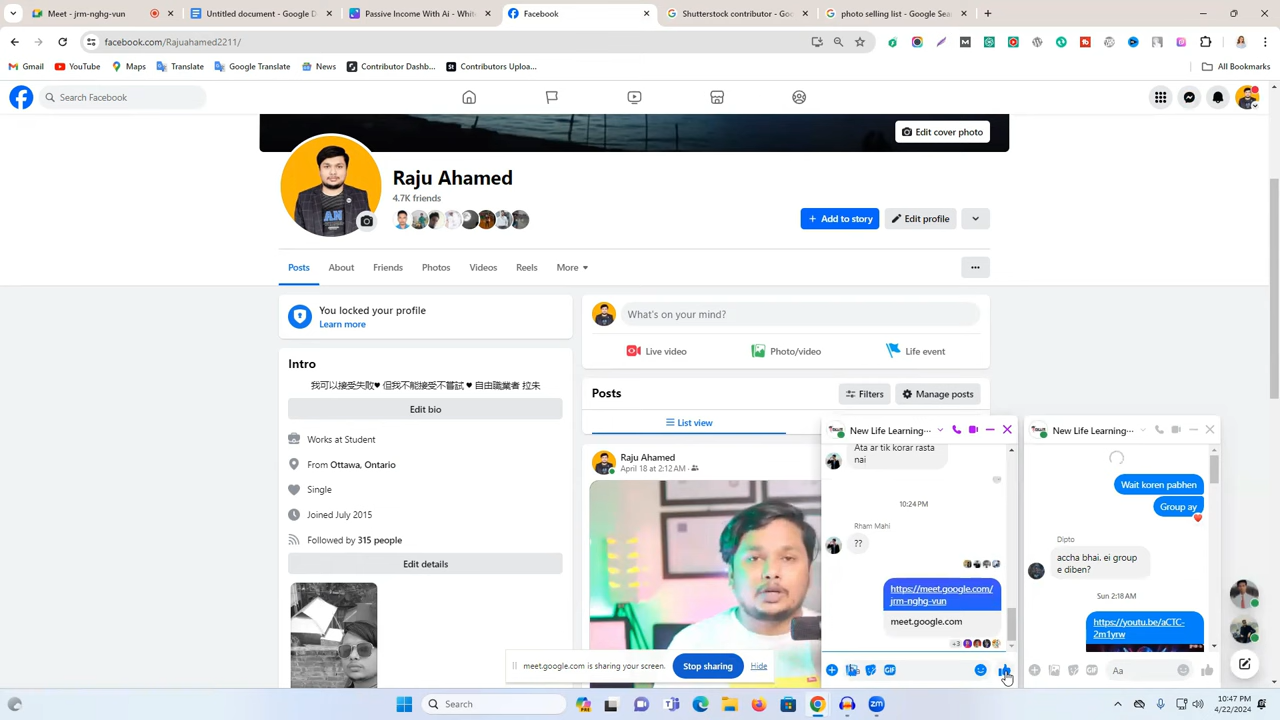 Meet - jrm-nghg-vun
Untitled document - Google D
Passive Income With Ai - Whit
Facebook
Shutterstock contributor - Go
photo selling list - Google Sea
facebook.com/Rajuahamed2211/
Gmail
YouTube
Maps
Translate
Google Translate
News
Contributor Dashb...
Contributors Uploa...
All Bookmarks
Search Facebook
Edit cover photo
Raju Ahamed
4.7K friends
+ Add to story
Edit profile
Posts
About
Friends
Photos
Videos
Reels
More
You locked your profile
Learn more
What's on your mind?
Live video
Photo/video
Life event
Intro
我可以接受失敗♥ 但我不能接受不嘗試 ♥ 自由職業者 拉朱
Edit bio
Works at Student
From Ottawa, Ontario
Single
Joined July 2015
Followed by 315 people
Edit details
Posts
Filters
Manage posts
List view
Raju Ahamed
April 18 at 2:12 AM
New Life Learning...
Ata ar tik korar rasta
nai
10:24 PM
Rham Mahi
??
https://meet.google.com/
jrm-nghg-vun
meet.google.com
+3
GIF
New Life Learning...
Wait koren pabhen
Group ay
Dipto
accha bhai. ei group
e diben?
Sun 2:18 AM
https://youtu.be/aCTC-
2m1yrw
GIF
Aa
meet.google.com is sharing your screen.
Stop sharing
Hide
Search
10:47 PM
4/22/2024